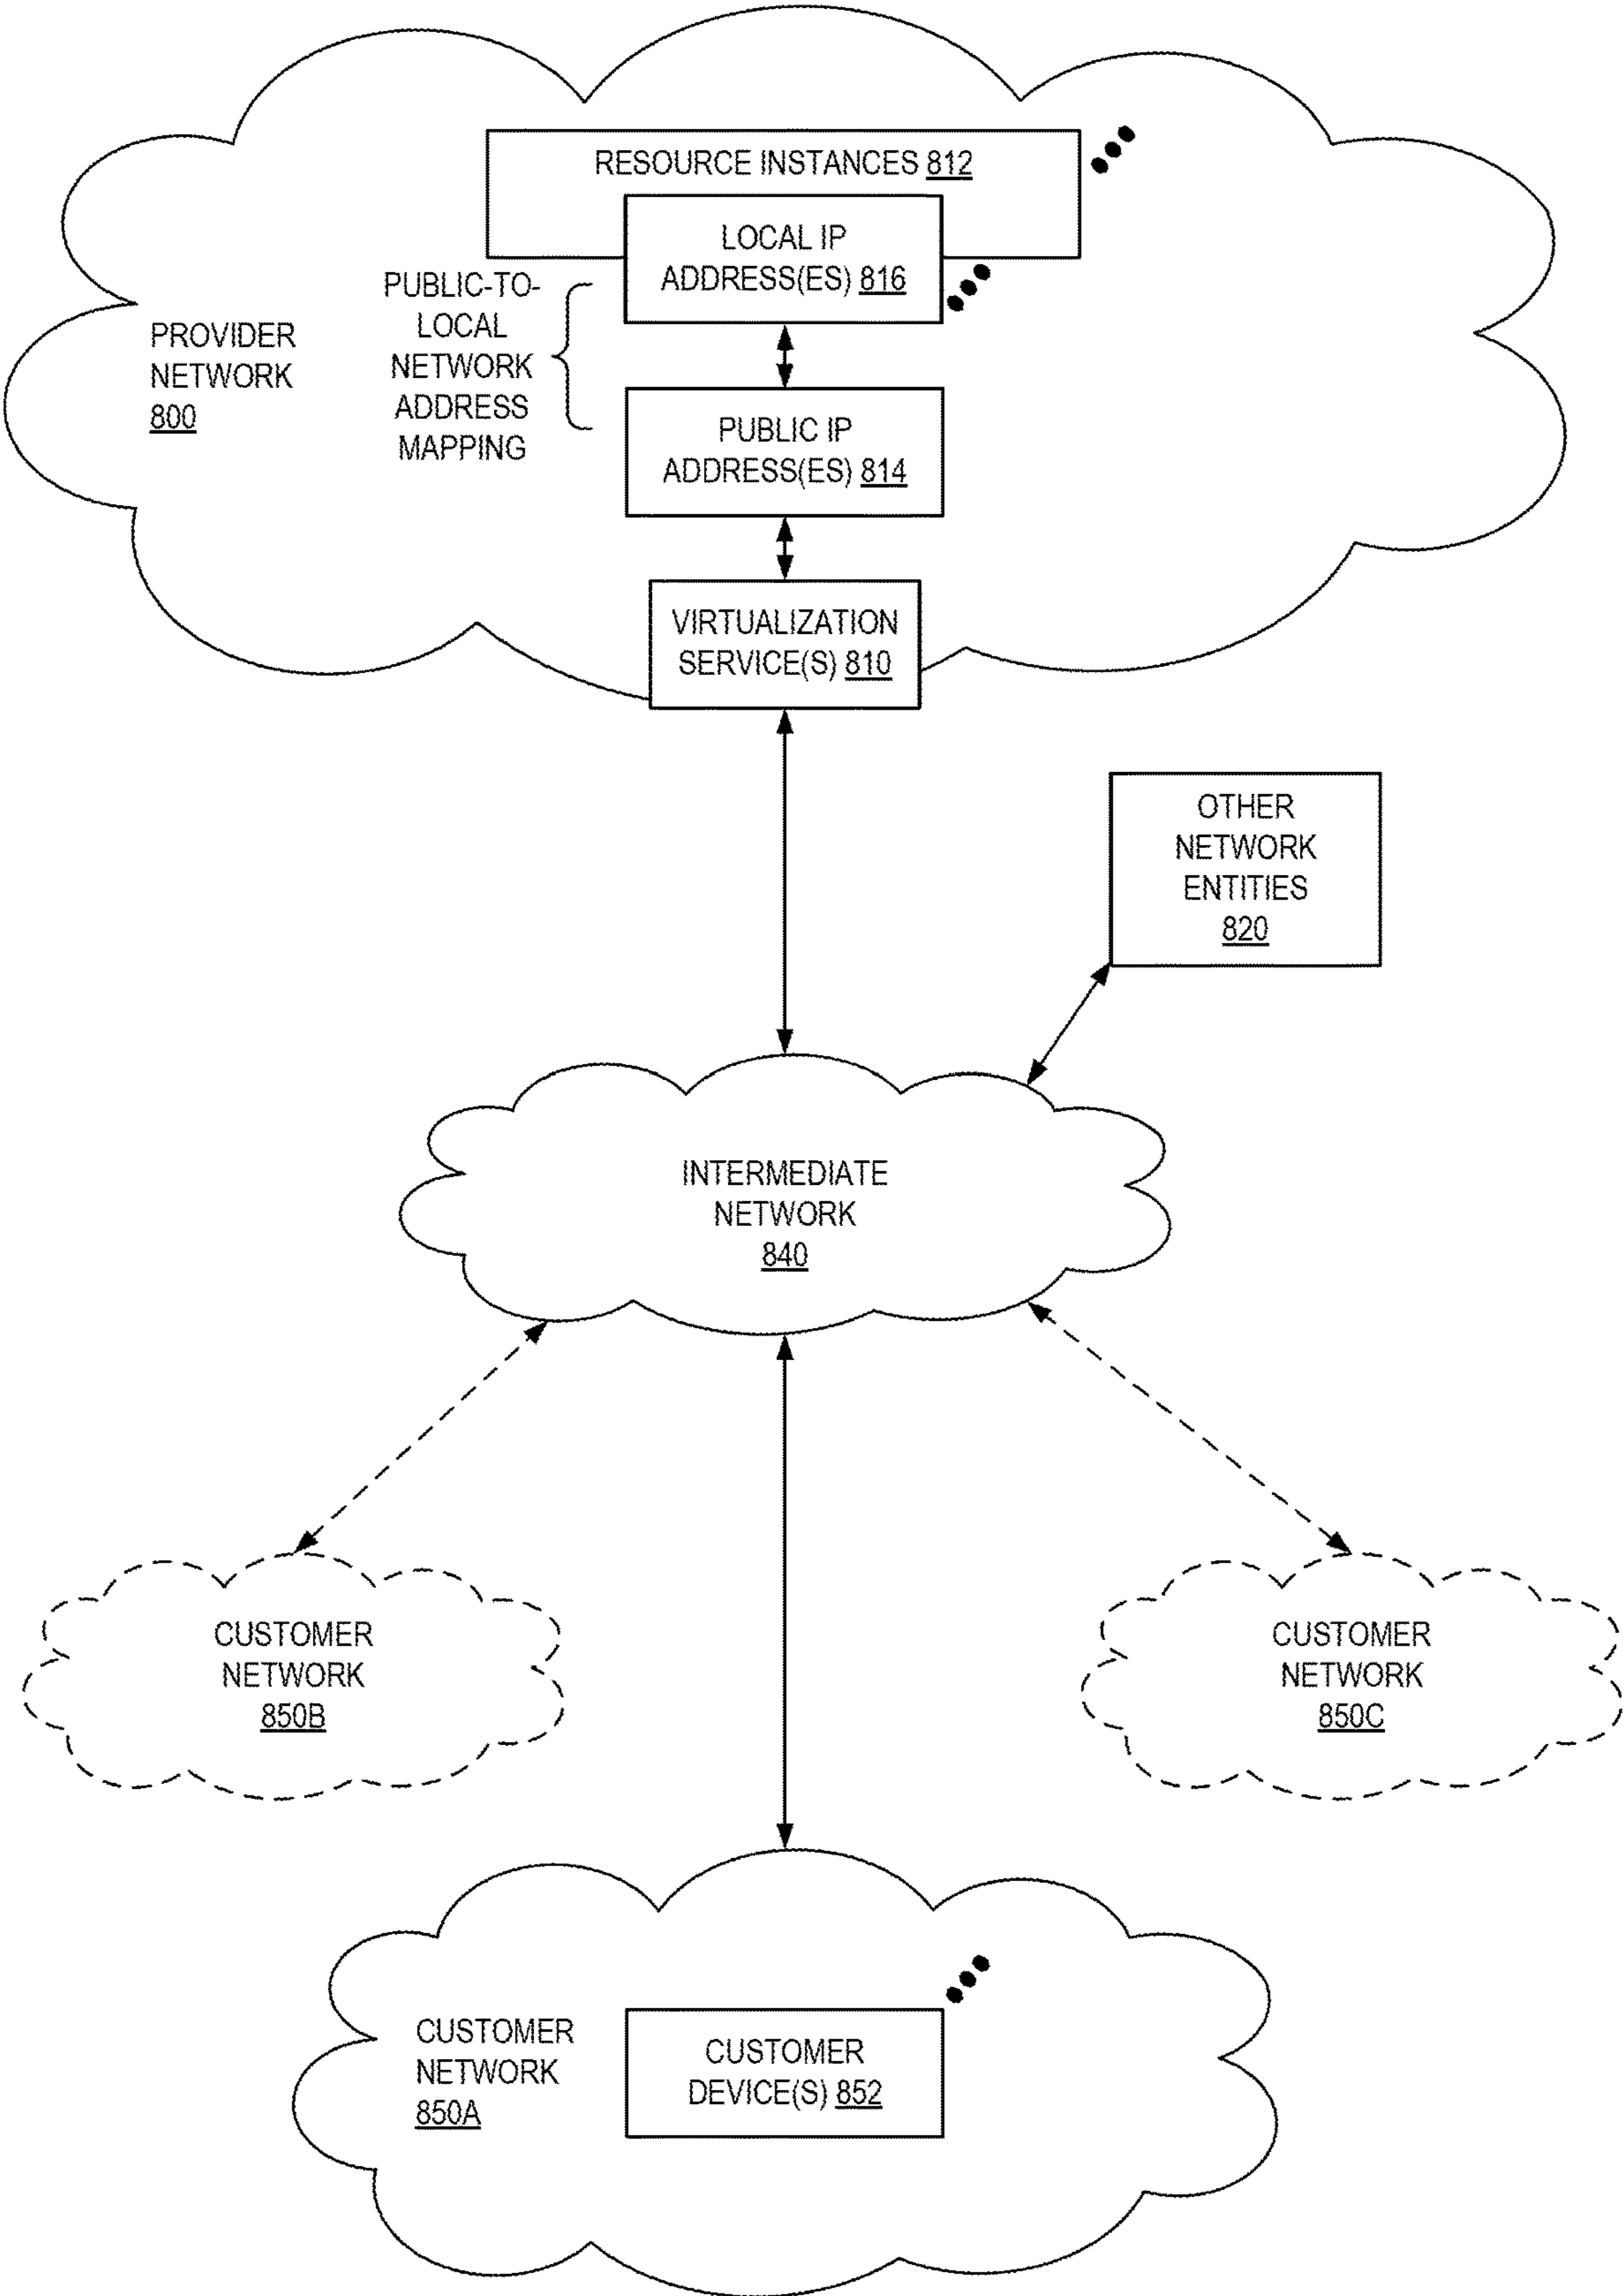 RESOURCE INSTANCES 812
LOCAL IP
ADDRESS(ES) 816
PUBLIC-TO-
LOCAL
NETWORK
ADDRESS
MAPPING
PROVIDER
NETWORK
800
PUBLIC IP
ADDRESS(ES) 814
VIRTUALIZATION
SERVICE(S) 810
OTHER
NETWORK
ENTITIES
820
INTERMEDIATE
NETWORK
840
CUSTOMER
NETWORK
850B
CUSTOMER
NETWORK
850C
CUSTOMER
NETWORK
850A
CUSTOMER
DEVICE(S) 852